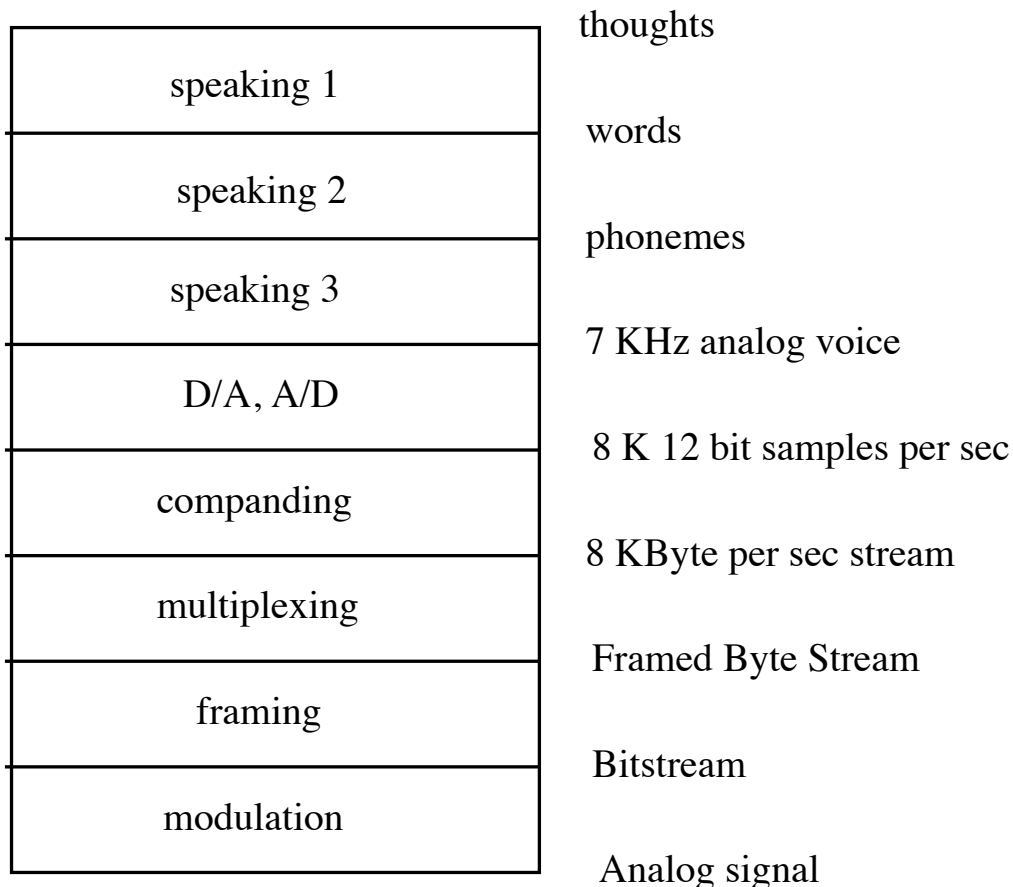 thoughts
speaking 1
words
speaking 2
phonemes
speaking 3
7 KHz analog voice
D/A, A/D
8 K 12 bit samples per sec
companding
8 KByte per sec stream
multiplexing
Framed Byte Stream
framing
Bitstream
modulation
Analog signal